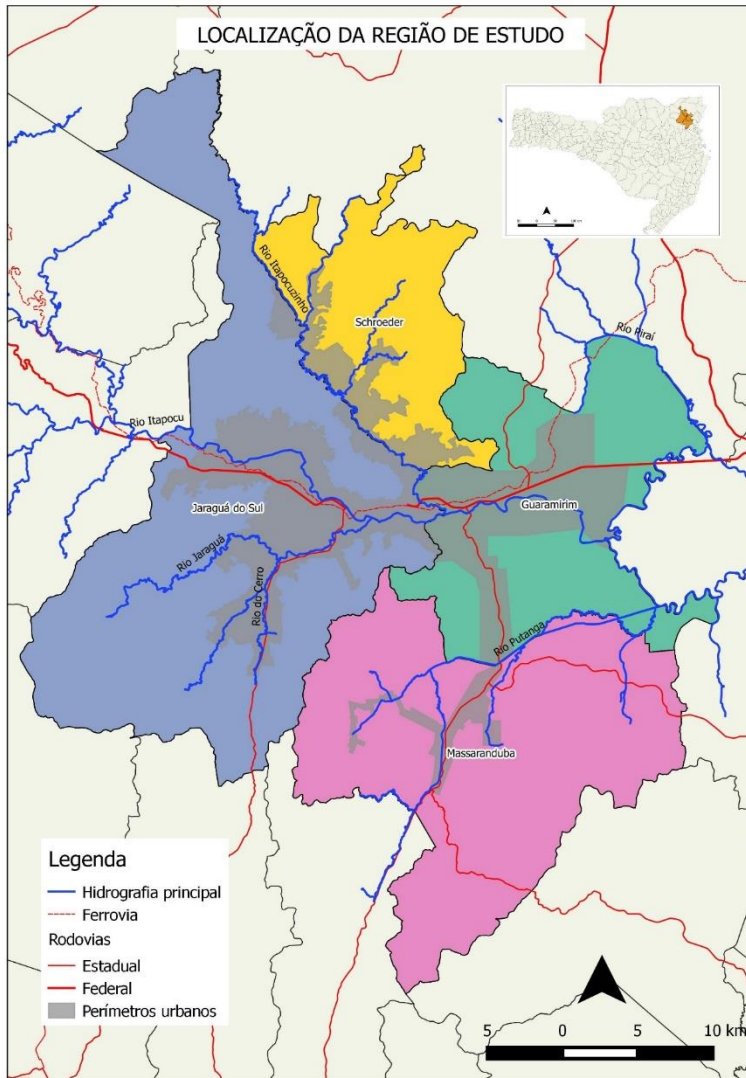 LOCALIZAÇÃO DA REGIÃO DE ESTUDO
Rio Itapocuzinho
Schroeder
Rio Piraí
Rio Itapocu
Jaraguá do Sul
Guaramirim
Rio Jaraguá
Rio do Cerro
Rio Putanga
Massaranduba
Legenda
Hidrografia principal
Ferrovia
Rodovias
Estadual
Federal
Perímetros urbanos
5 0 5 10 km